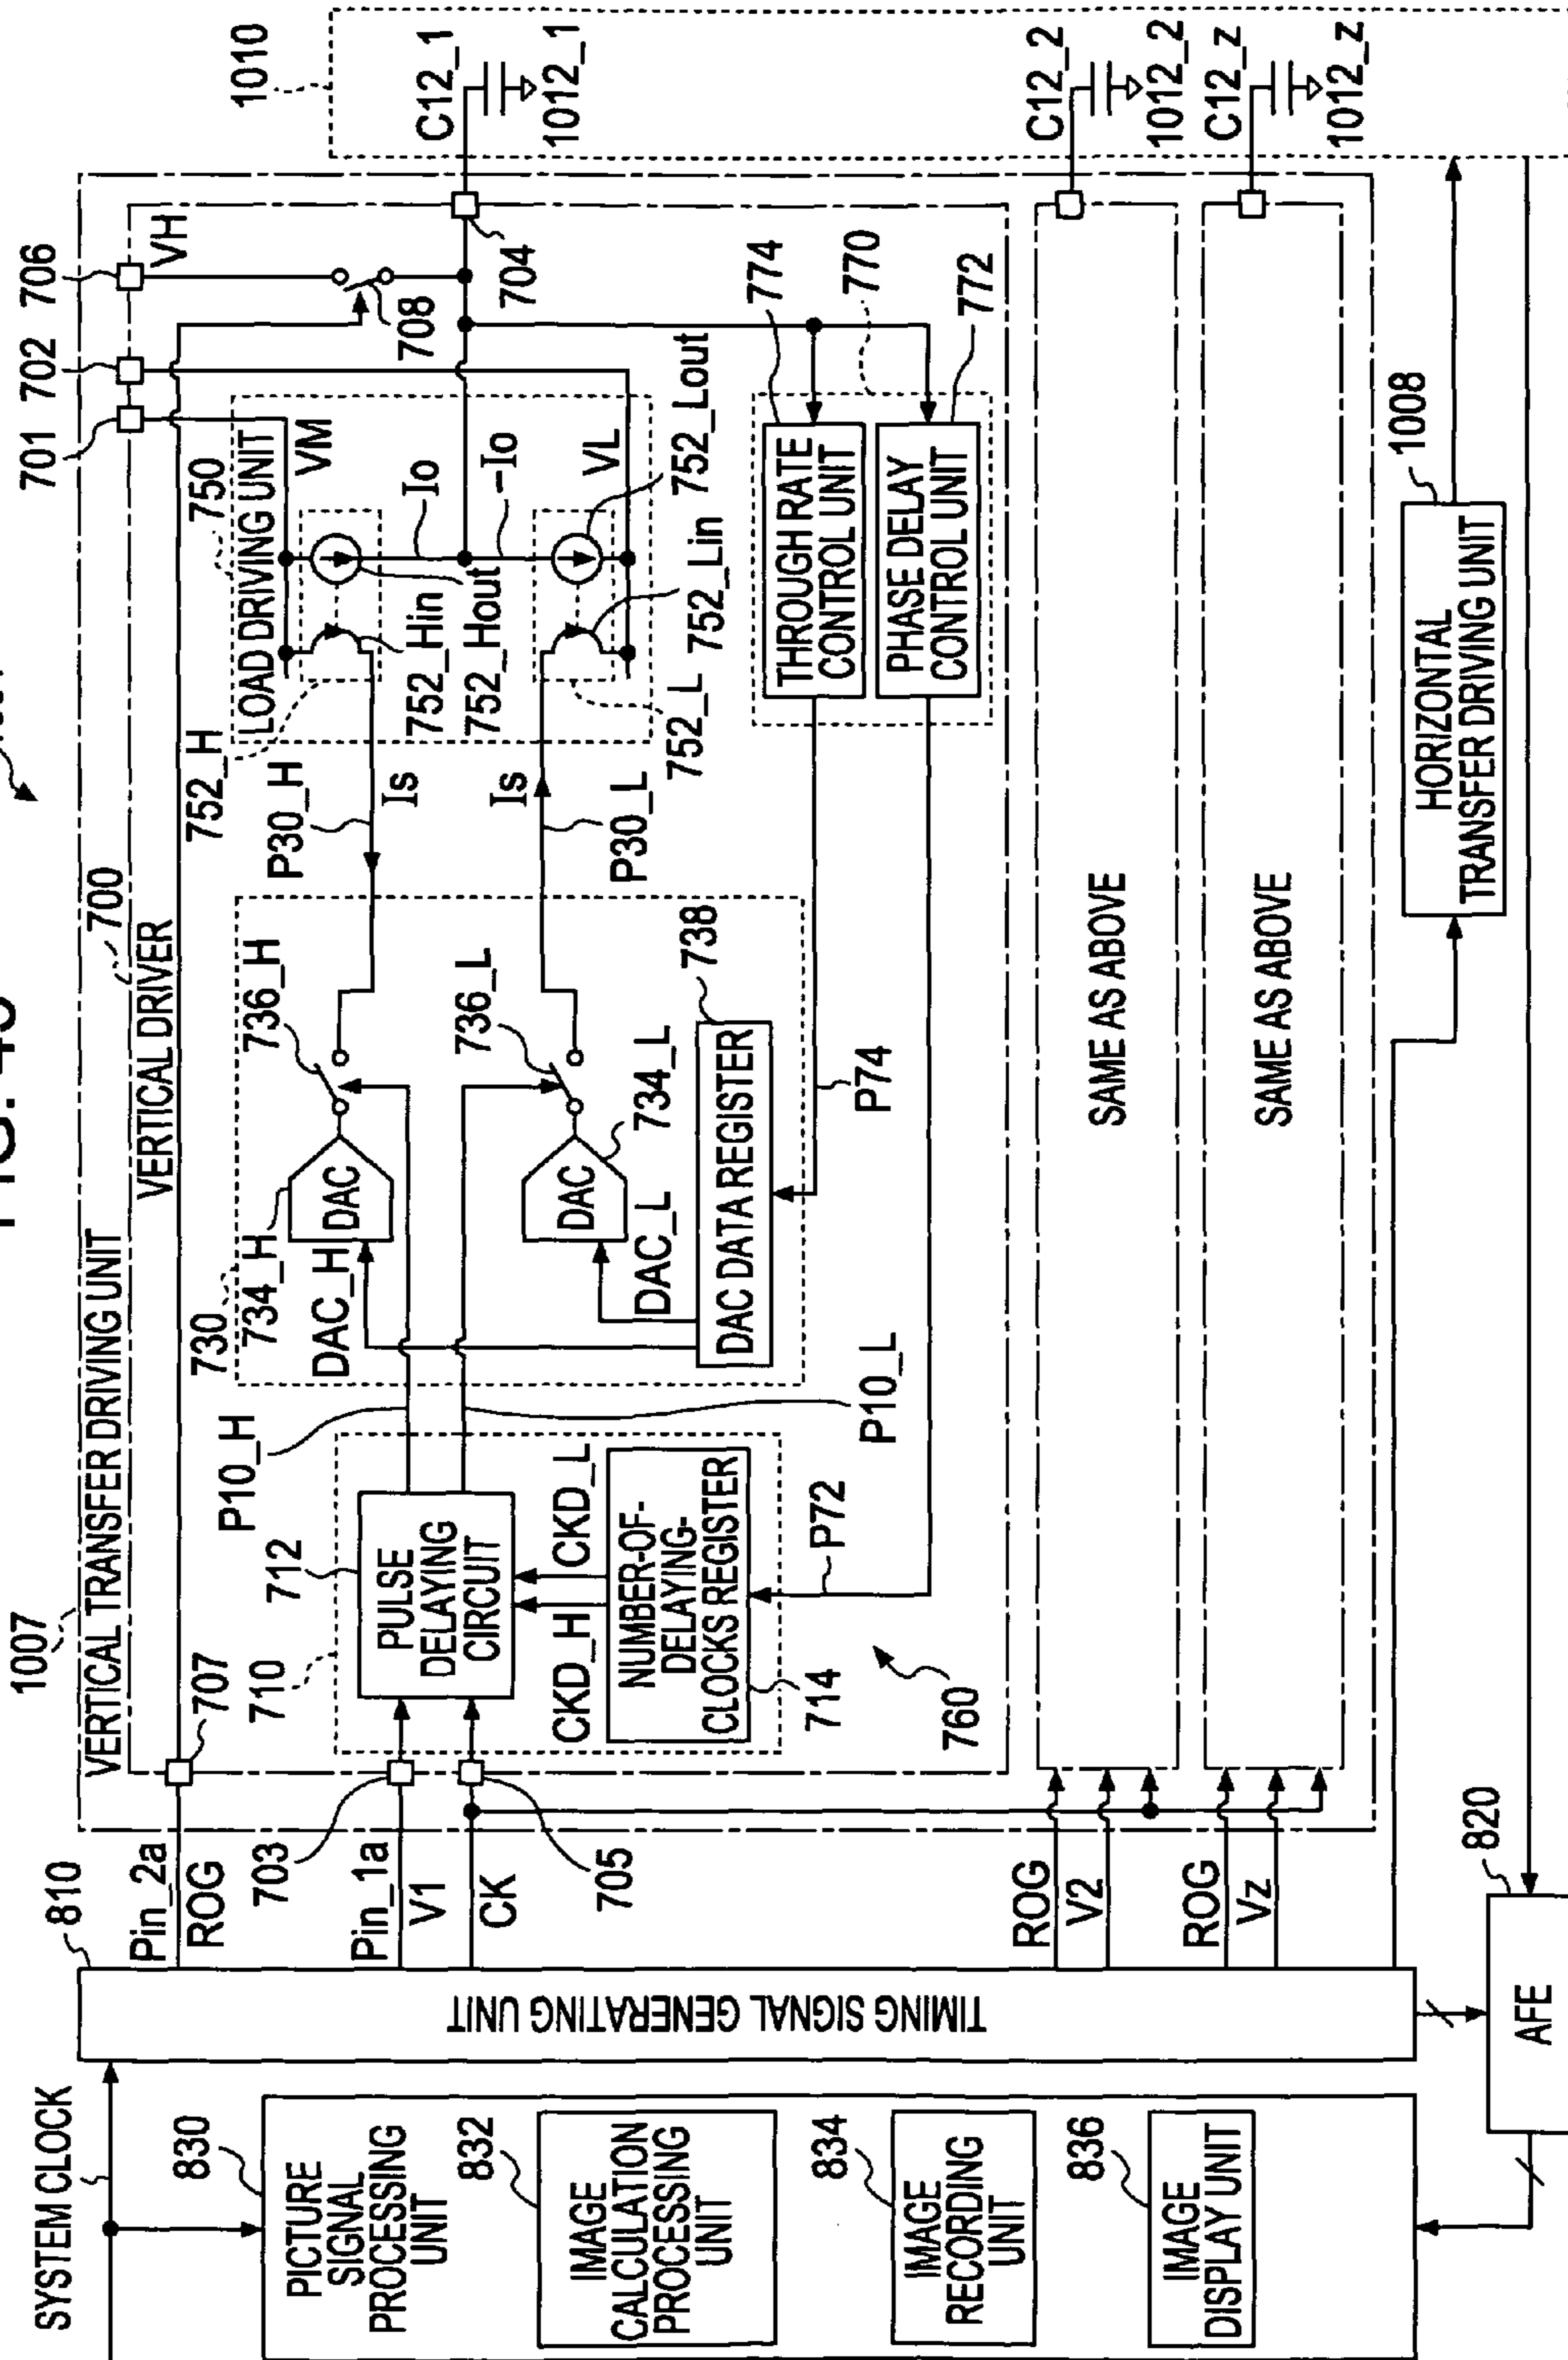 1007
VERTICAL TRANSFER DRIVING UNIT
700
VERTICAL DRIVER
701
702
706
VH
1010
SYSTEM CLOCK
810
Pin_2a
ROG
707
708
704
C12_1
1012_1
830
PICTURE
SIGNAL
PROCESSING
UNIT
832
IMAGE
CALCULATION
PROCESSING
UNIT
834
IMAGE
RECORDING
UNIT
836
IMAGE
DISPLAY UNIT
TIMING SIGNAL GENERATING UNIT
Pin_1a
V1
CK
703
705
710
712
PULSE
DELAYING
CIRCUIT
CKD_H
CKD_L
NUMBER-OF-
DELAYING-
CLOCKS REGISTER
714
P10_H
P10_L
P72
760
730
734_H
DAC_H
DAC
736_H
736_L
DAC
734_L
DAC_L
738
DAC DATA REGISTER
P74
752_H
P30_H
Is
Is
P30_L
750
LOAD DRIVING UNIT
VM
Io
-Io
VL
752_Hin
752_Hout
752_L
752_Lin
752_Lout
774
THROUGH RATE
CONTROL UNIT
770
772
PHASE DELAY
CONTROL UNIT
ROG
V2
SAME AS ABOVE
C12_2
1012_2
ROG
Vz
SAME AS ABOVE
C12_z
1012_z
1008
HORIZONTAL
TRANSFER DRIVING UNIT
820
AFE